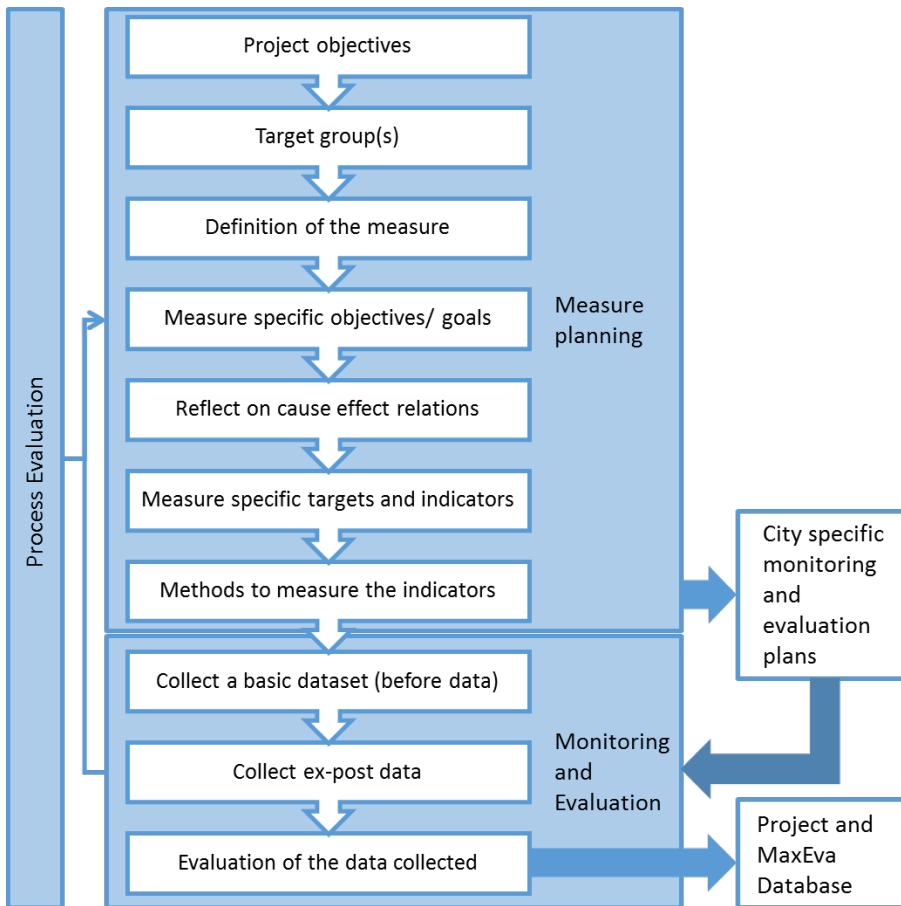 Process Evaluation
Project objectives
Target group(s)
Definition of the measure
Measure specific objectives/ goals
Reflect on cause effect relations
Measure specific targets and indicators
Methods to measure the indicators
Measure
planning
City specific
monitoring
and
evaluation
plans
Collect a basic dataset (before data)
Collect ex-post data
Evaluation of the data collected
Monitoring
and
Evaluation
Project and
MaxEva
Database